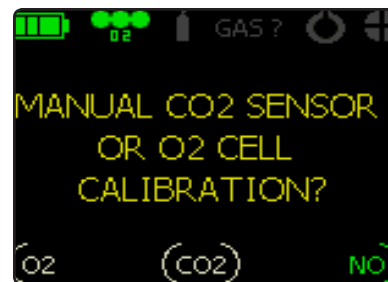 O2
GAS?
MANUAL CO2 SENSOR
OR O2 CELL
CALIBRATION?
O2
CO2
NO